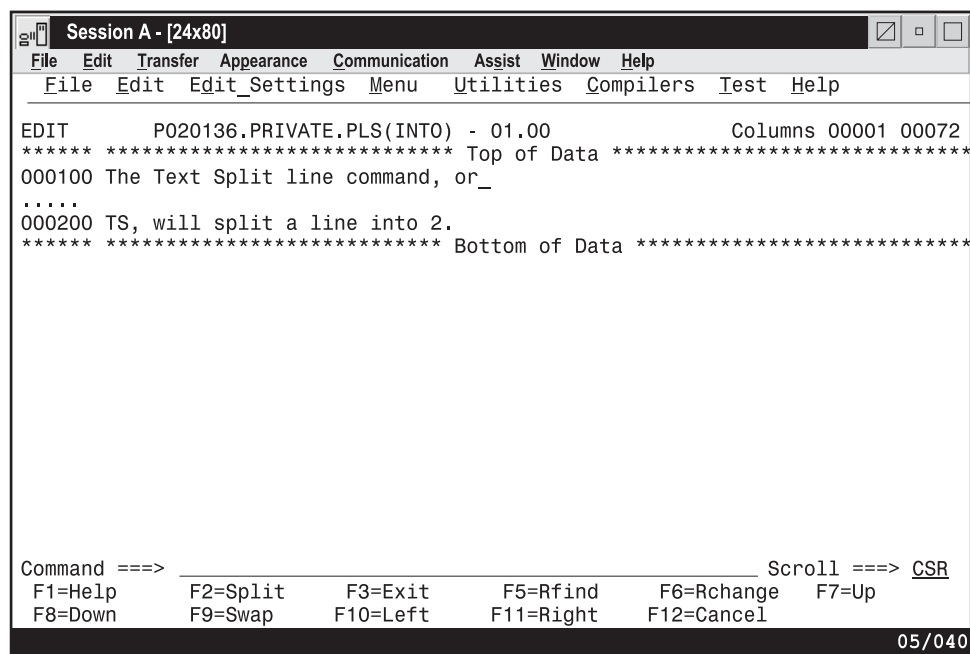 Session A - [24x80]
File Edit Transfer Appearance Communication Assist Window Help
File Edit Edit_Settings Menu Utilities Compilers Test Help
EDIT PO20136.PRIVATE.PLS(INTO) - 01.00 Columns 00001 00072
****** ***************************** Top of Data ******************************
000100 The Text Split line command, or_
.....
000200 TS, will split a line into 2.
****** **************************** Bottom of Data ****************************
Command ===> Scroll ===> CSR
F1=Help F2=Split F3=Exit F5=Rfind F6=Rchange F7=Up
F8=Down F9=Swap F10=Left F11=Right F12=Cancel
05/040